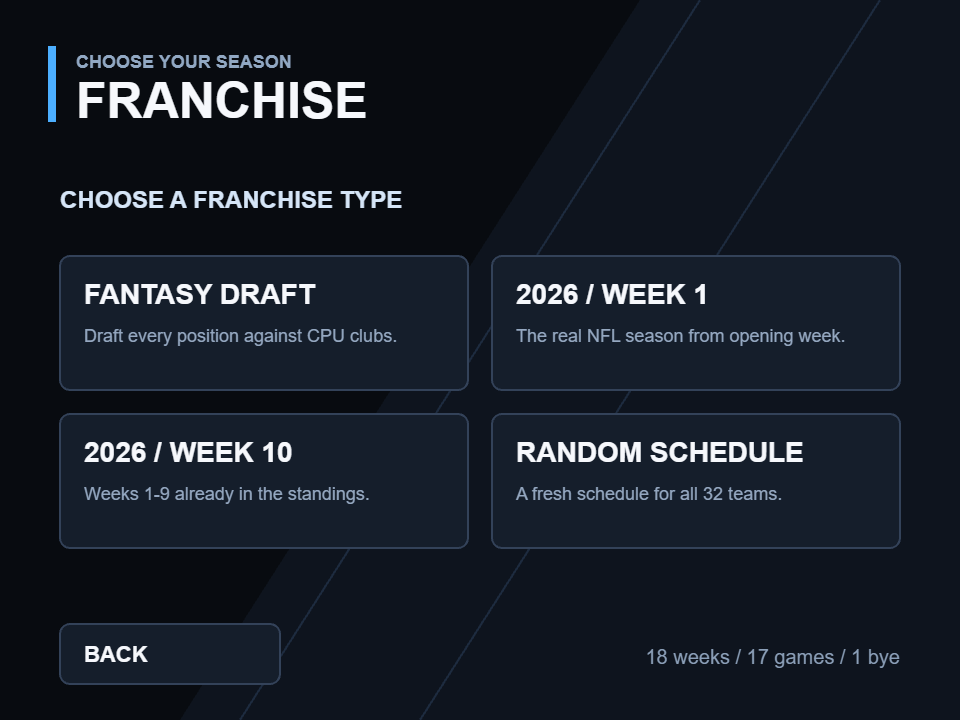 CHOOSE YOUR SEASON
FRANCHISE
CHOOSE A FRANCHISE TYPE
FANTASY DRAFT
Draft every position against CPU clubs.
2026 / WEEK 1
The real NFL season from opening week.
2026 / WEEK 10
Weeks 1-9 already in the standings.
RANDOM SCHEDULE
A fresh schedule for all 32 teams.
BACK
18 weeks / 17 games / 1 bye